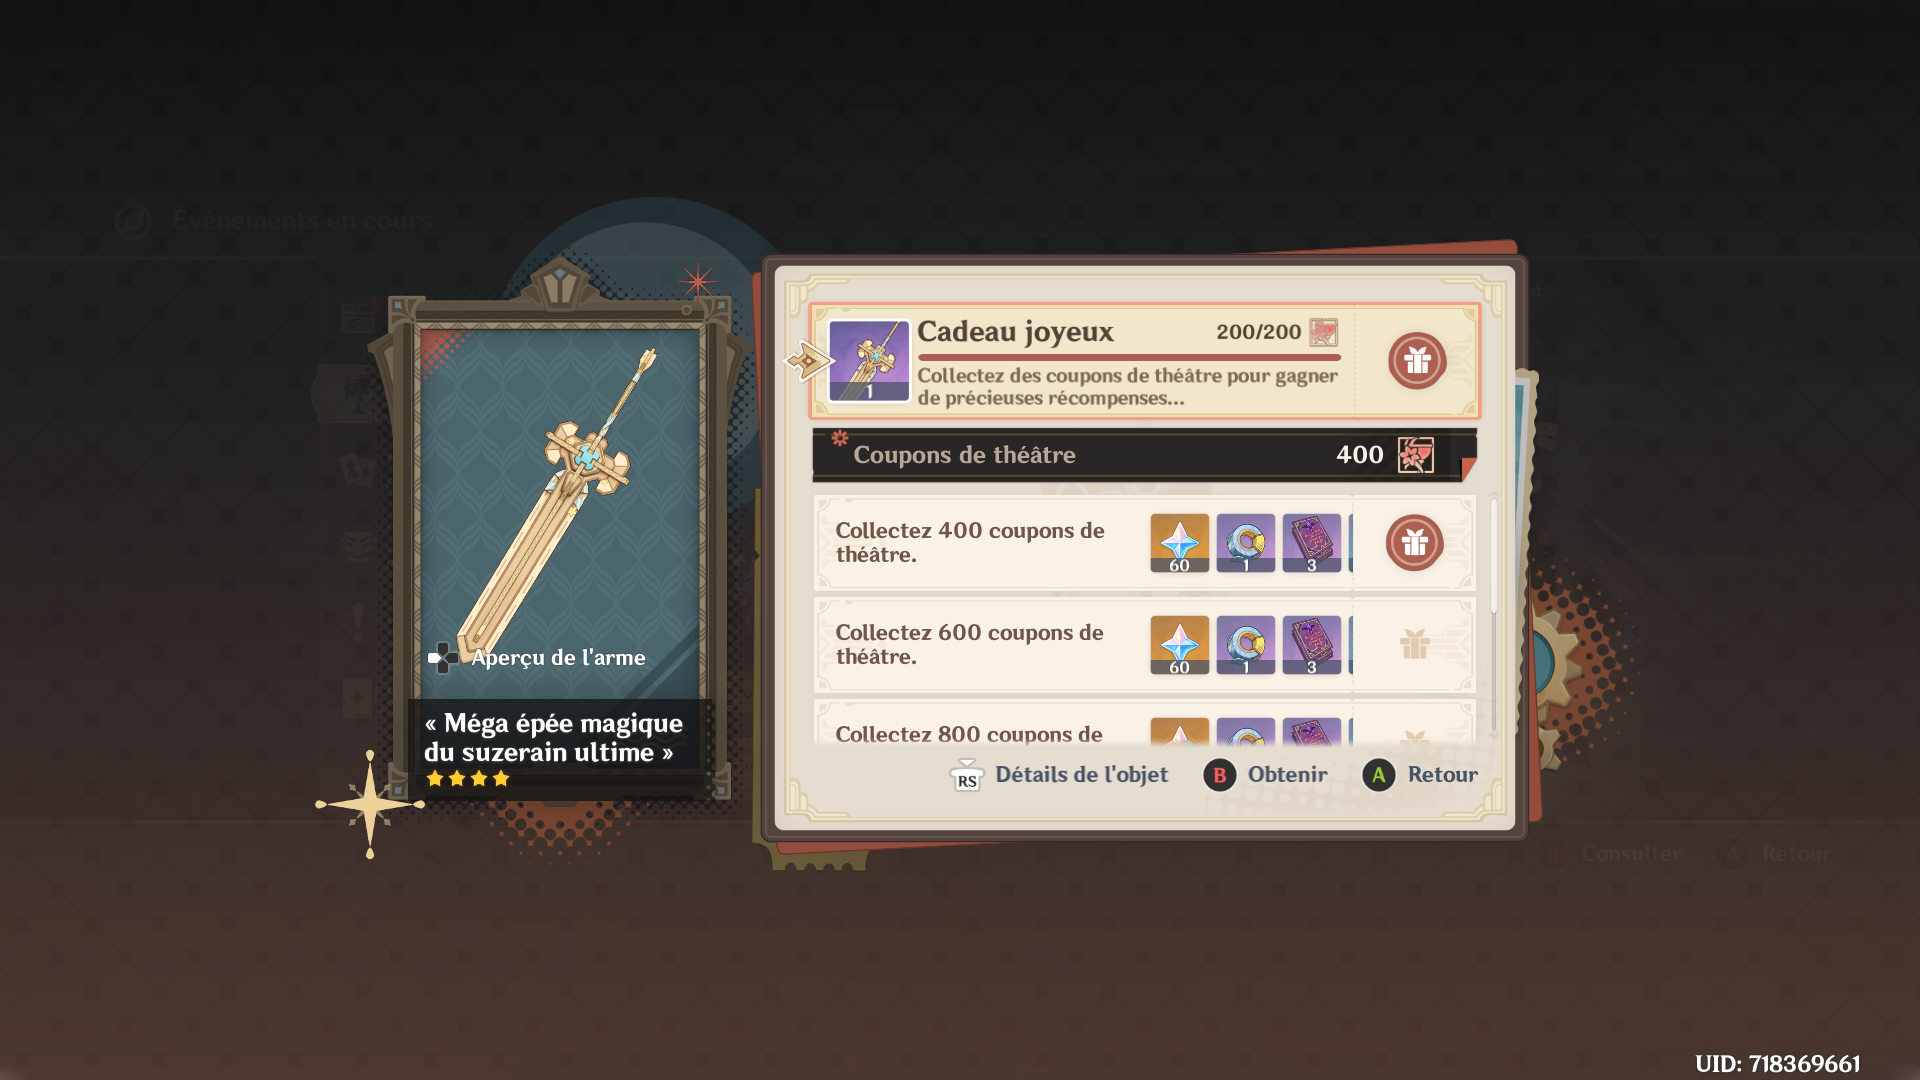 Évènements en cours
Cadeau joyeux
200/200
Collectez des coupons de théâtre pour gagner
de précieuses récompenses...
1
Coupons de théâtre
400
Collectez 400 coupons de
théâtre.
60
1
3
Collectez 600 coupons de
théâtre.
60
1
3
Collectez 800 coupons de
Aperçu de l'arme
« Méga épée magique
du suzerain ultime »
RS Détails de l'objet
B Obtenir
A Retour
B Consulter
A Retour
UID: 718369661